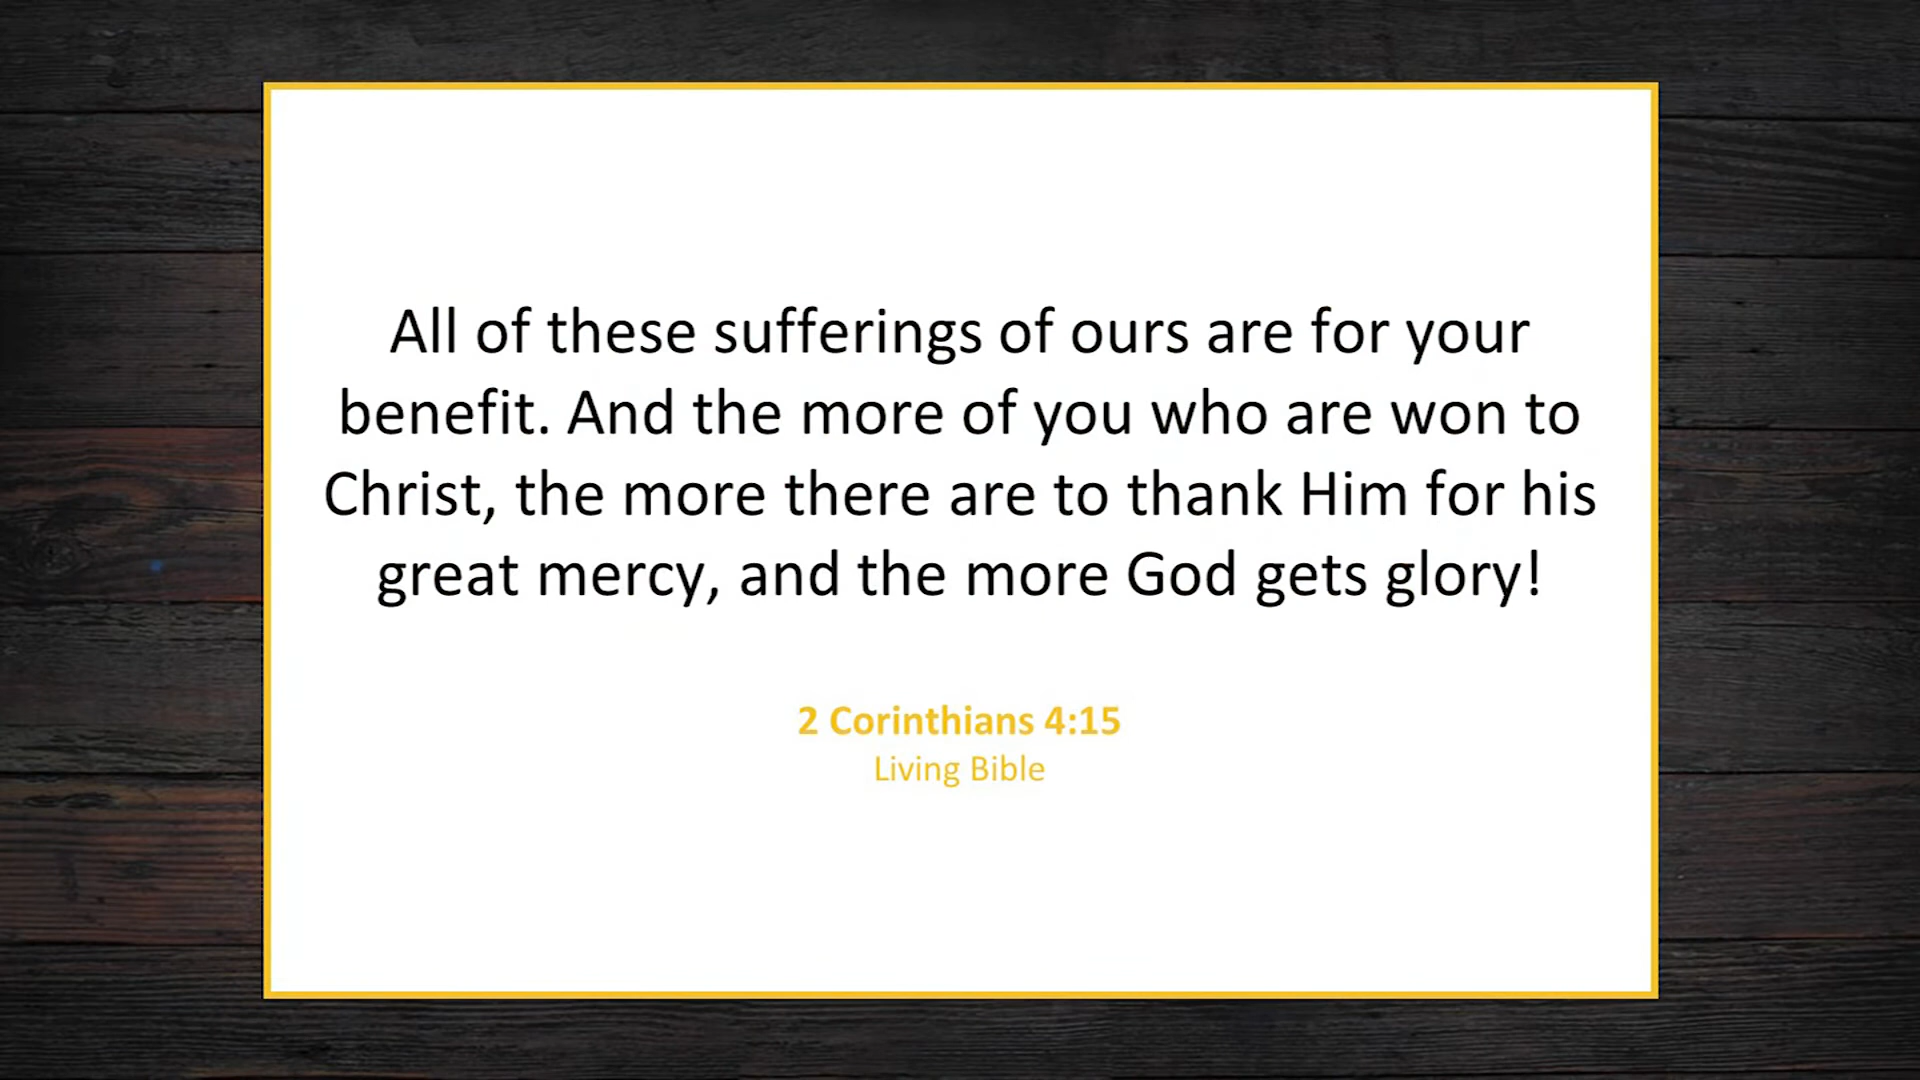 All of these sufferings of ours are for your
benefit. And the more of you who are won to
Christ, the more there are to thank Him for his
great mercy, and the more God gets glory!
2 Corinthians 4:15
Living Bible